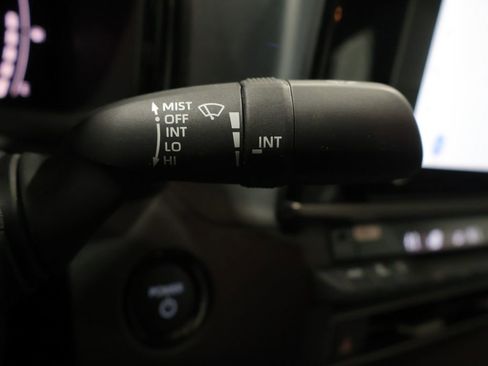 MIST
OFF
INT
LO
HI
INT
POWER